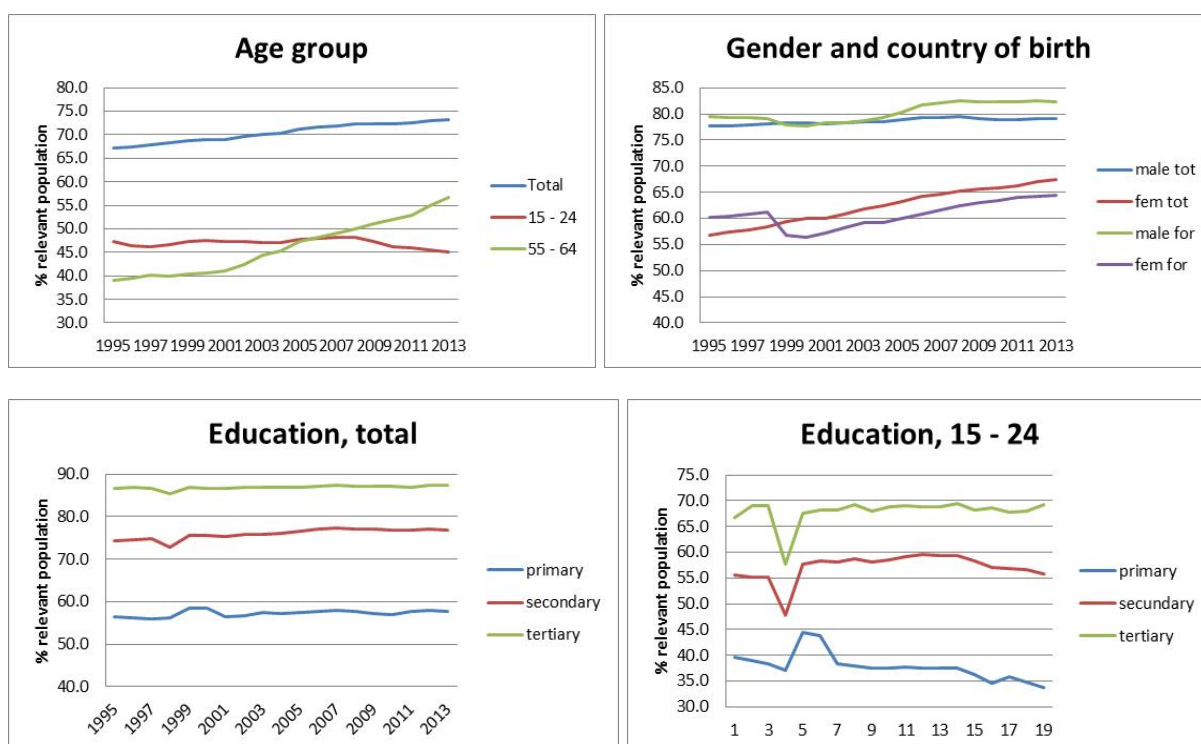 Age group
% relevant population
80.0
75.0
70.0
65.0
60.0
55.0
50.0
45.0
40.0
35.0
30.0
1995 1997 1999 2001 2003 2005 2007 2009 2011 2013
Total
15 - 24
55 - 64
Gender and country of birth
% relevant population
85.0
80.0
75.0
70.0
65.0
60.0
55.0
50.0
45.0
40.0
1995 1997 1999 2001 2003 2005 2007 2009 2011 2013
male tot
fem tot
male for
fem for
Education, total
% relevant population
90.0
80.0
70.0
60.0
50.0
40.0
1995 1997 1999 2001 2003 2005 2007 2009 2011 2013
primary
secondary
tertiary
Education, 15 - 24
% relevant population
75.0
70.0
65.0
60.0
55.0
50.0
45.0
40.0
35.0
30.0
1 3 5 7 9 11 13 15 17 19
primary
secundary
tertiary